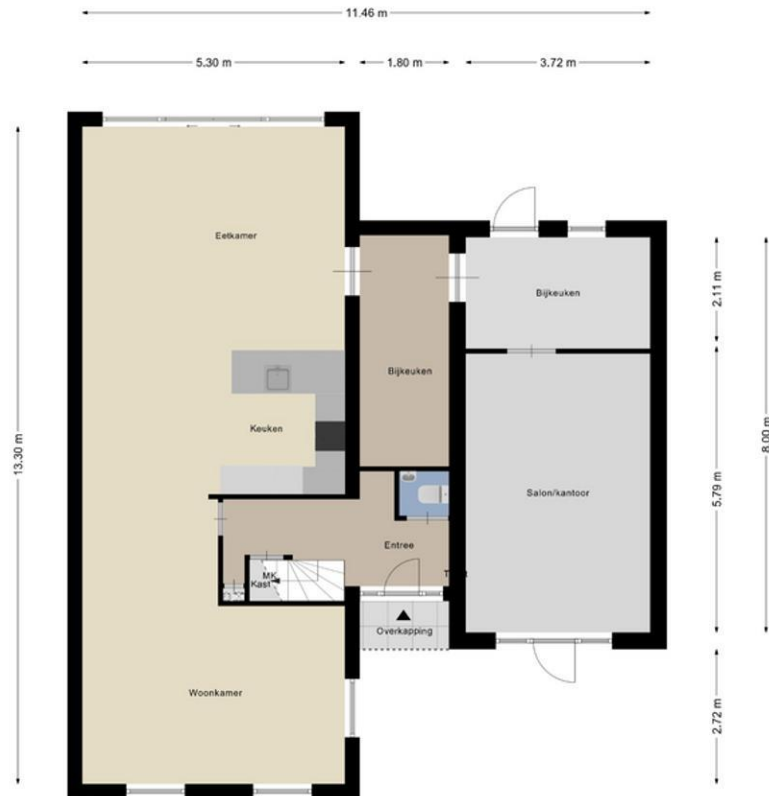 11.46 m
5.30 m
1.80 m
3.72 m
Eetkamer
Bijkeuken
2.11 m
Bijkeuken
Keuken
13.30 m
8.00 m
5.79 m
Salon/kantoor
Entree
MK
Kast
Overkapping
Woonkamer
2.72 m